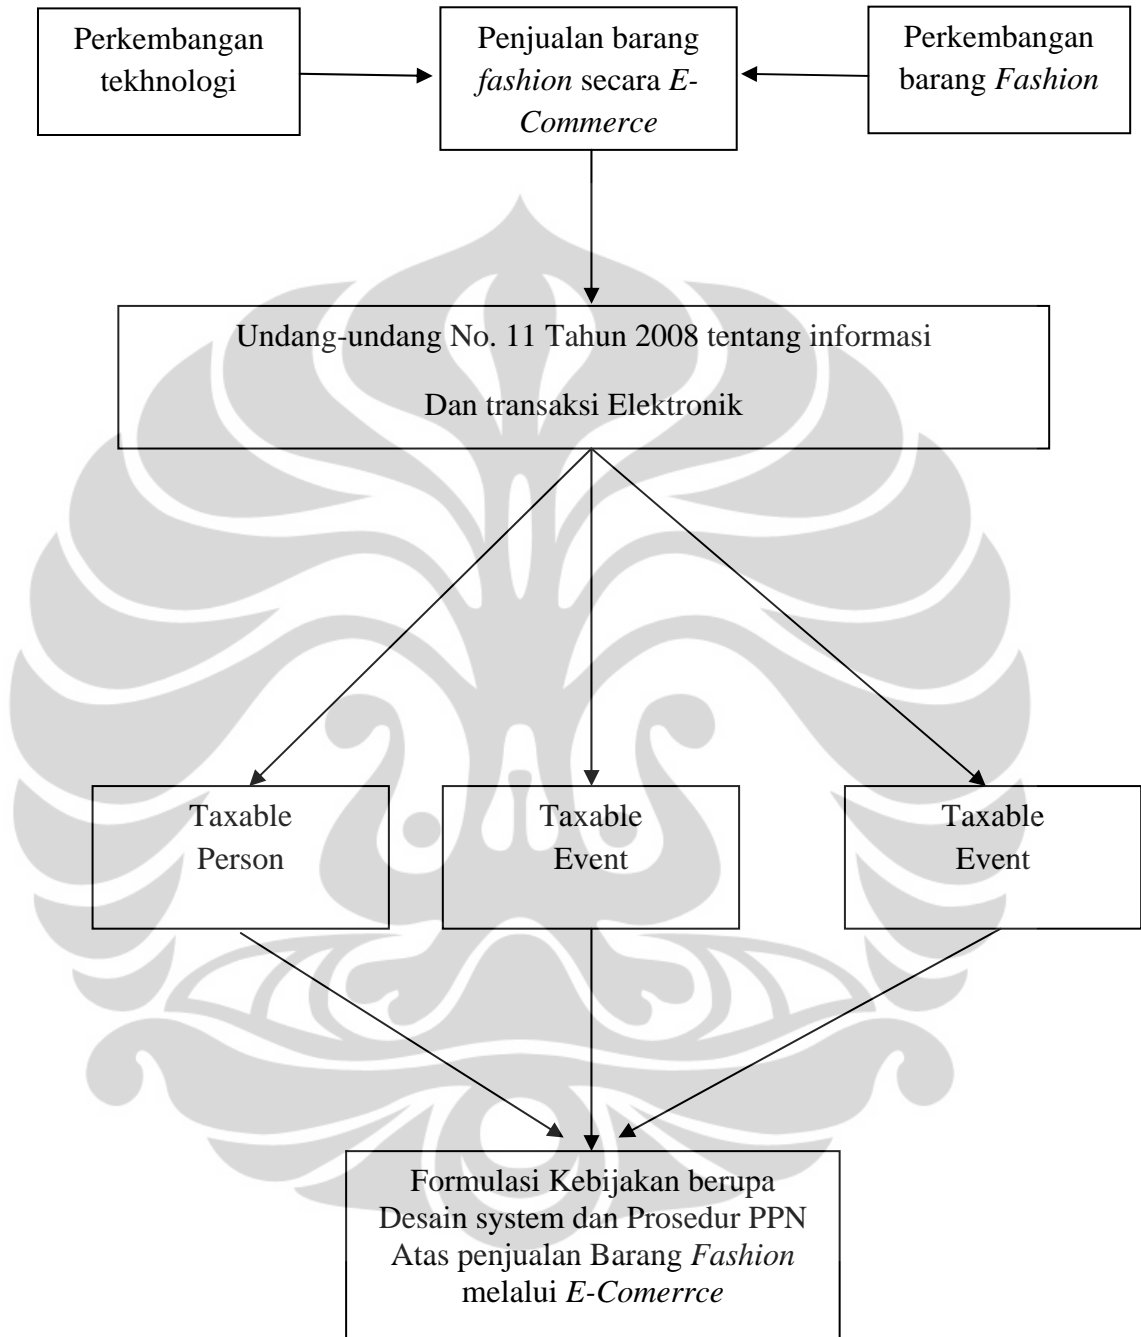 Perkembangan
tekhnologi
Penjualan barang
fashion secara E-
Commerce
Perkembangan
barang Fashion
Undang-undang No. 11 Tahun 2008 tentang informasi
Dan transaksi Elektronik
Taxable
Person
Taxable
Event
Taxable
Event
Formulasi Kebijakan berupa
Desain system dan Prosedur PPN
Atas penjualan Barang Fashion
melalui E-Comerrce